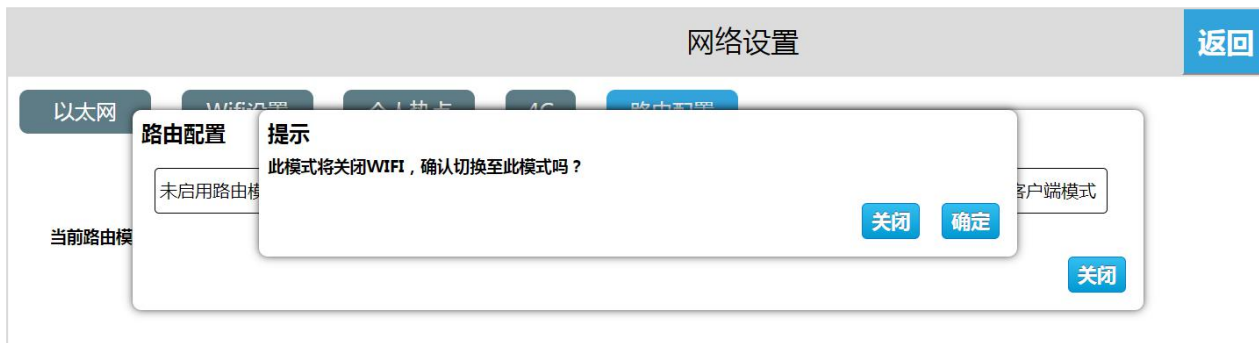 网络设置
返回
以太网
路由配置
提示
此模式将关闭WIFI，确认切换至此模式吗？
未启用路由模
客户端模式
关闭
确定
当前路由模
关闭